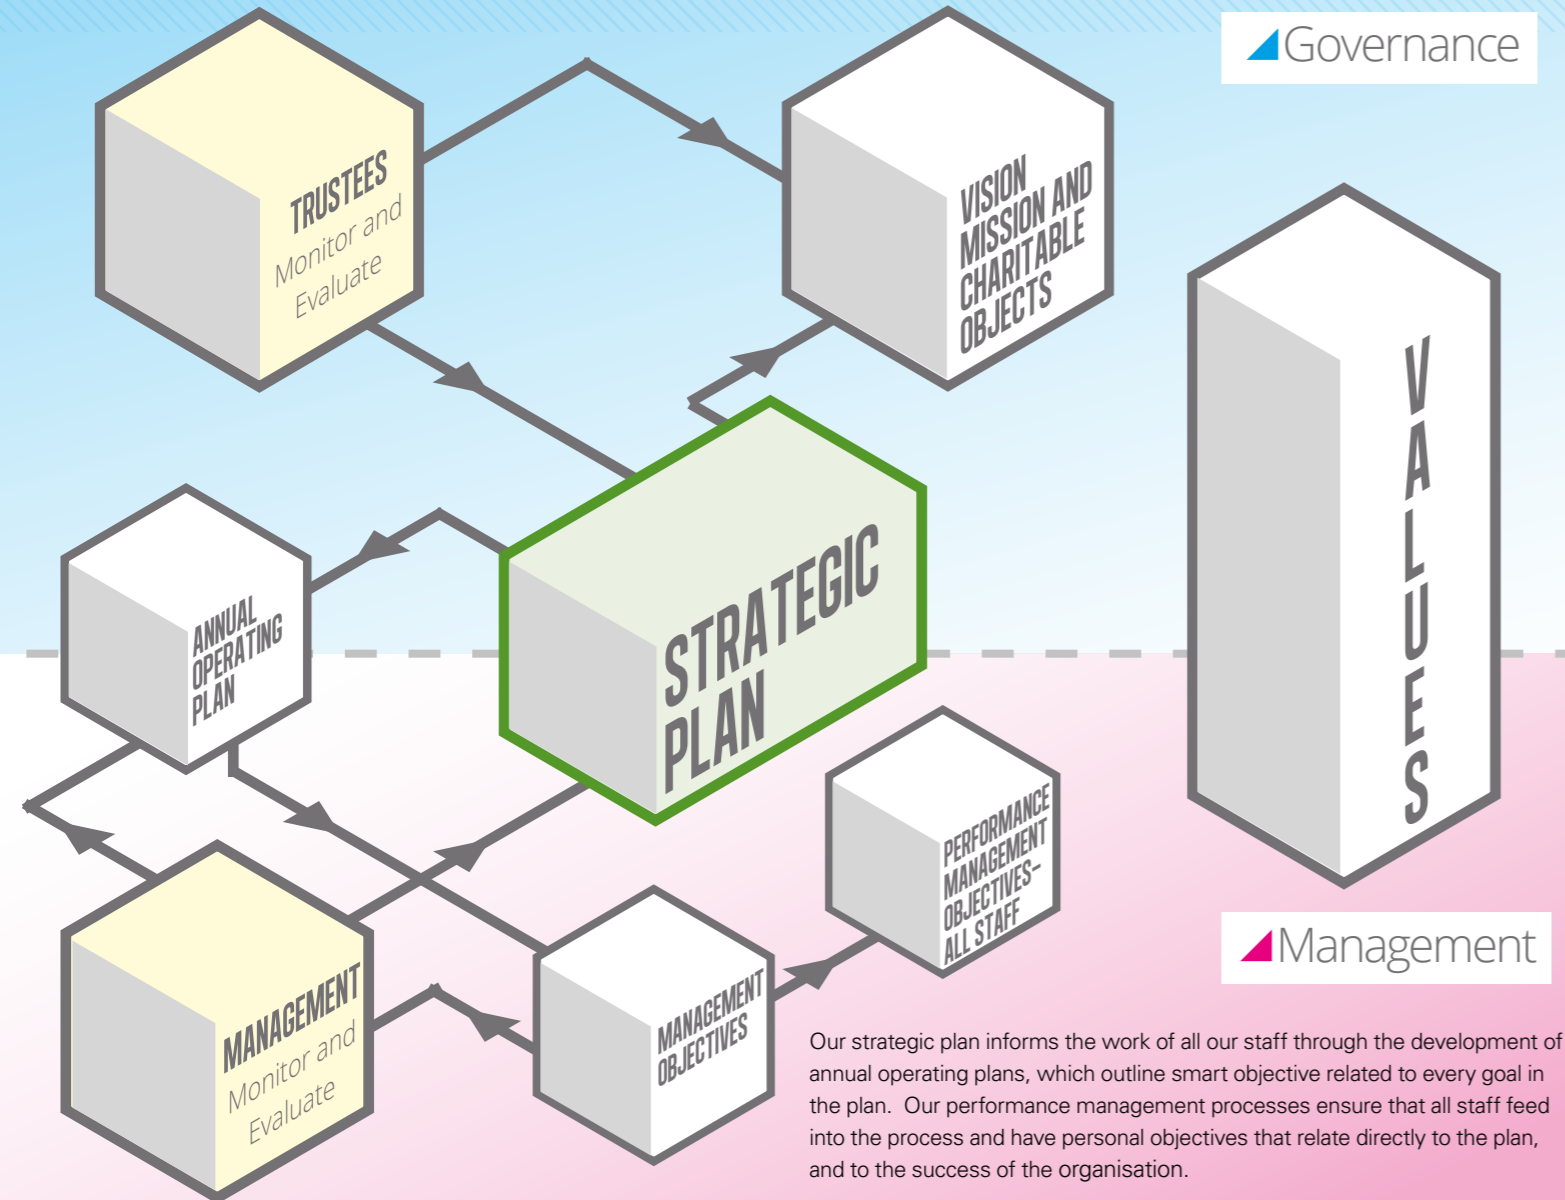 Governance
TRUSTEES
Monitor and
Evaluate
VISION
MISSION AND
CHARITABLE
OBJECTS
VALUES
ANNUAL
OPERATING
PLAN
STRATEGIC
PLAN
PERFORMANCE
MANAGEMENT
OBJECTIVES–
ALL STAFF
Management
MANAGEMENT
Monitor and
Evaluate
MANAGEMENT
OBJECTIVES
Our strategic plan informs the work of all our staff through the development of
annual operating plans, which outline smart objective related to every goal in
the plan.  Our performance management processes ensure that all staff feed
into the process and have personal objectives that relate directly to the plan,
and to the success of the organisation.